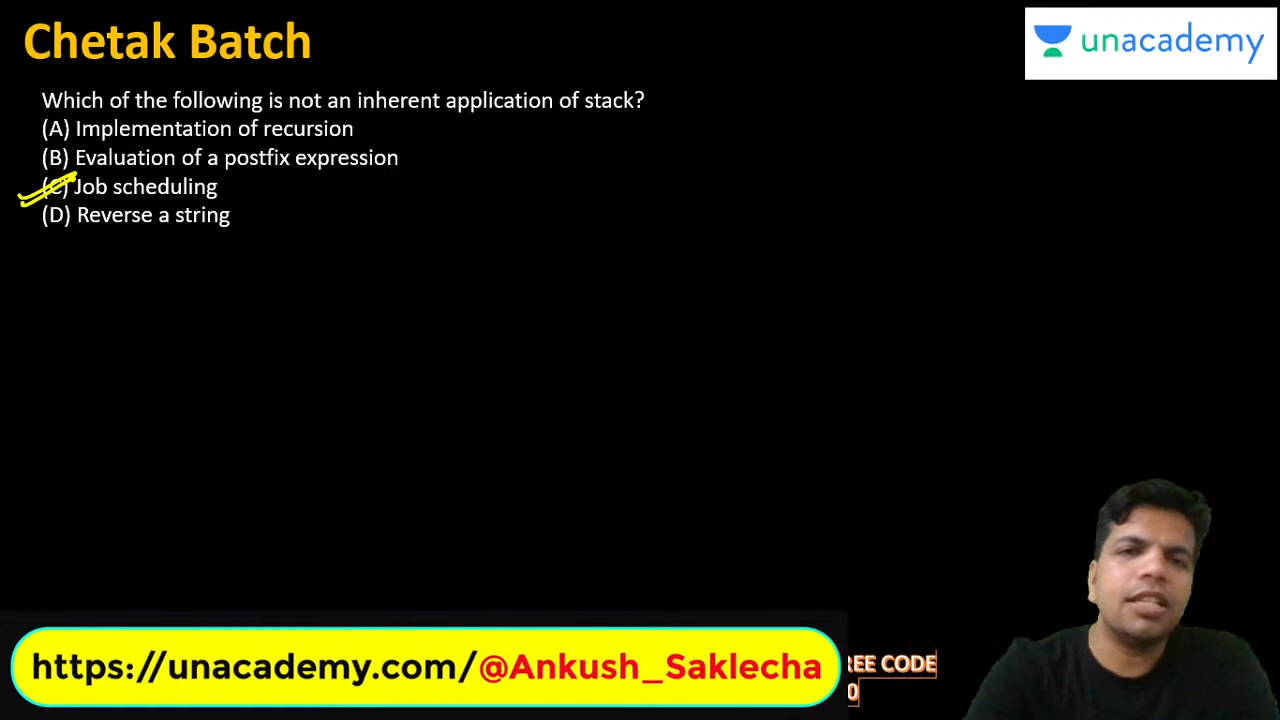 Chetak Batch
unacademy
Which of the following is not an inherent application of stack?
(A) Implementation of recursion
(B) Evaluation of a postfix expression
(C) Job scheduling
(D) Reverse a string
https://unacademy.com/@Ankush_Saklecha
REE CODE
0